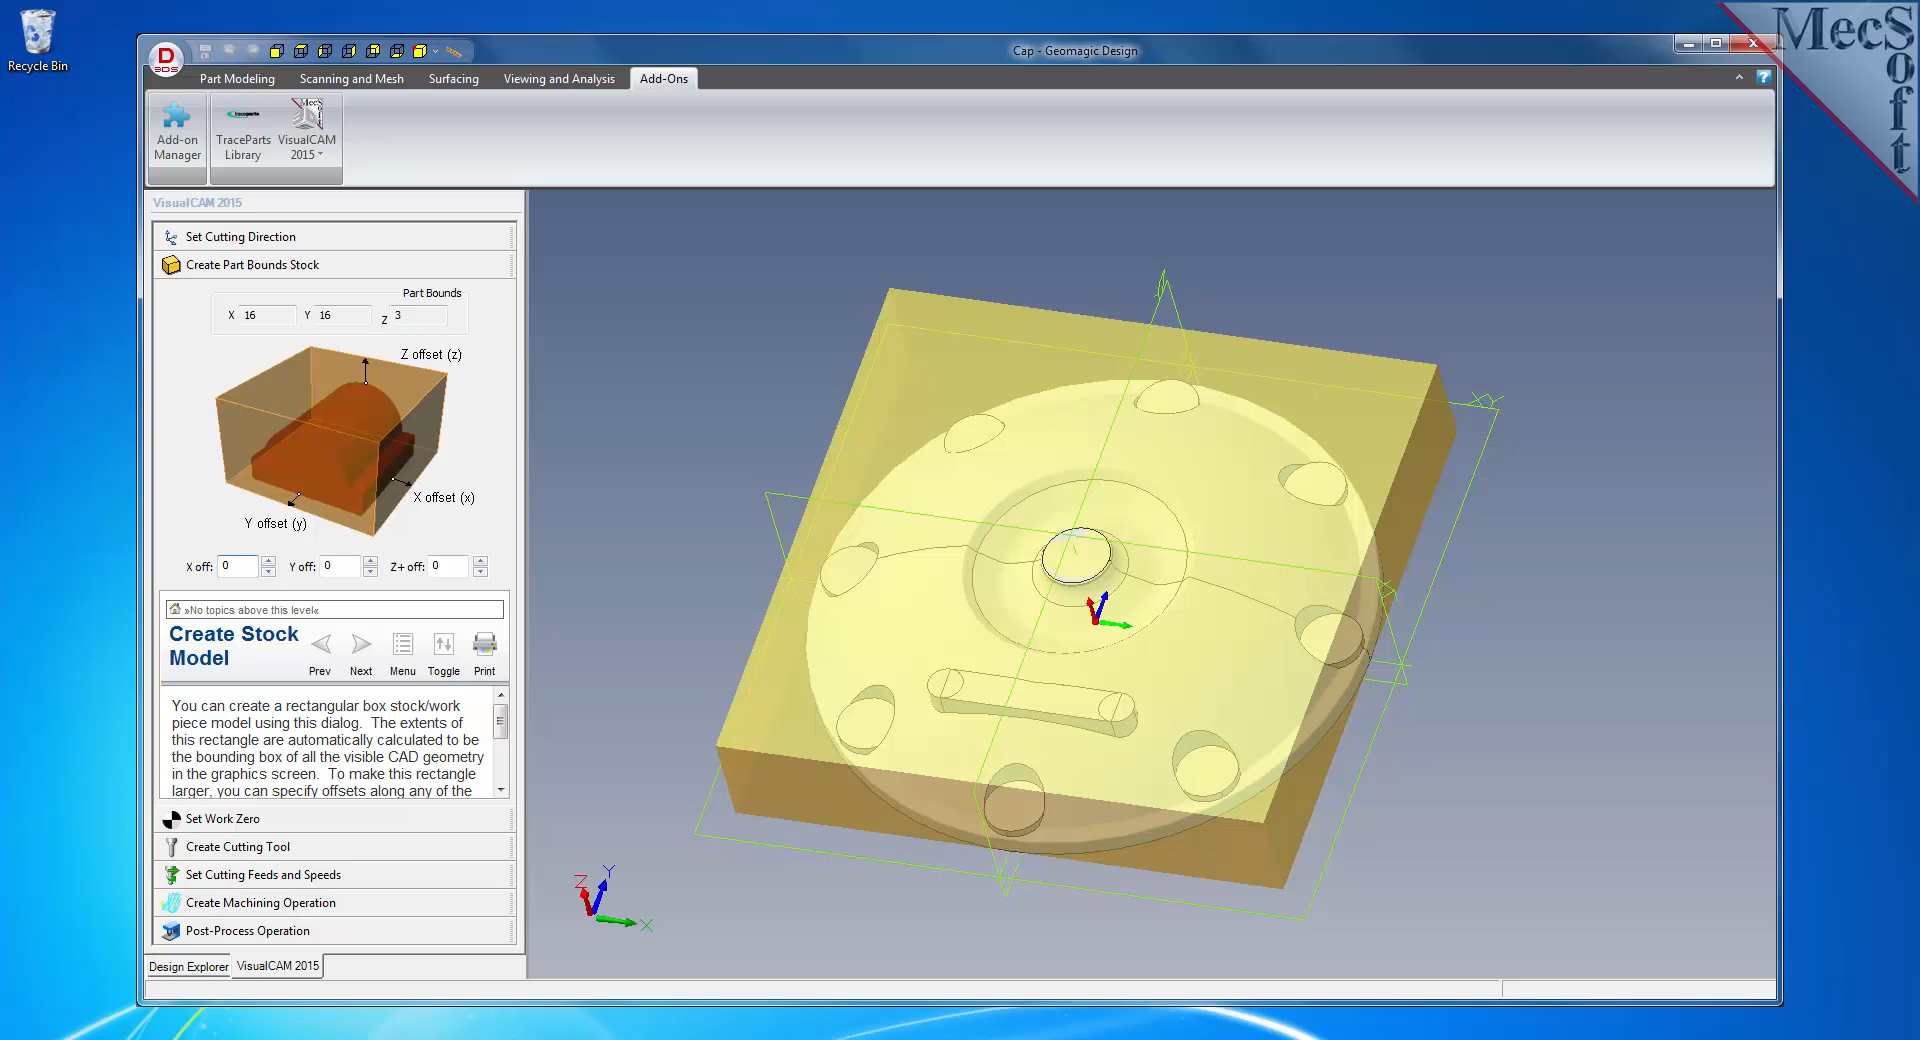 Recycle Bin
MecSoft
D
3DS
Cap - Geomagic Design
Part Modeling
Scanning and Mesh
Surfacing
Viewing and Analysis
Add-Ons
?
Add-on
Manager
traceparts
TraceParts
Library
MecSoft
VisualCAM
2015
VisualCAM 2015
Set Cutting Direction
Create Part Bounds Stock
Part Bounds
X 16
Y 16
Z 3
Z offset (z)
X offset (x)
Y offset (y)
X off: 0
Y off: 0
Z+ off: 0
»No topics above this level«
Create Stock
Model
Prev
Next
Menu
Toggle
Print
You can create a rectangular box stock/work
piece model using this dialog. The extents of
this rectangle are automatically calculated to be
the bounding box of all the visible CAD geometry
in the graphics screen. To make this rectangle
larger, you can specify offsets along any of the
Set Work Zero
Create Cutting Tool
Set Cutting Feeds and Speeds
Create Machining Operation
Post-Process Operation
Design Explorer
VisualCAM 2015
Z
Y
X